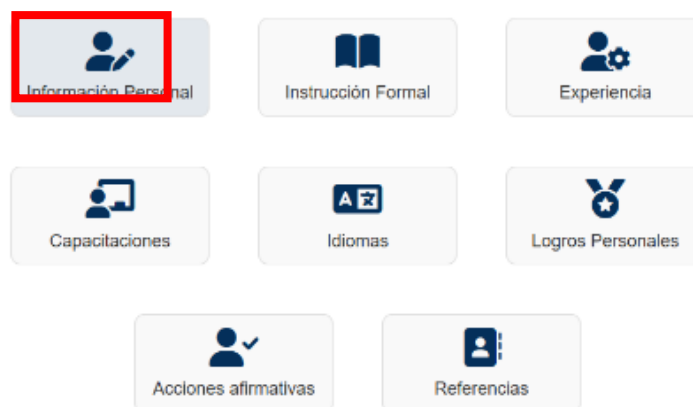 Información Personal
Instrucción Formal
Experiencia
Capacitaciones
Idiomas
Logros Personales
Acciones afirmativas
Referencias